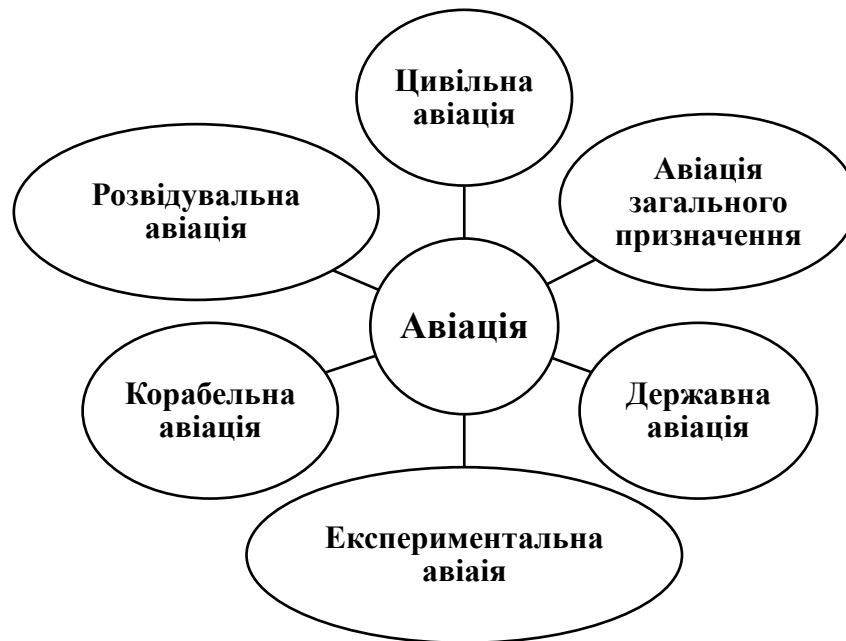 Цивільна
авіація
Авіація
загального
призначення
Розвідувальна
авіація
Авіація
Корабельна
авіація
Державна
авіація
Експериментальна
авіаія